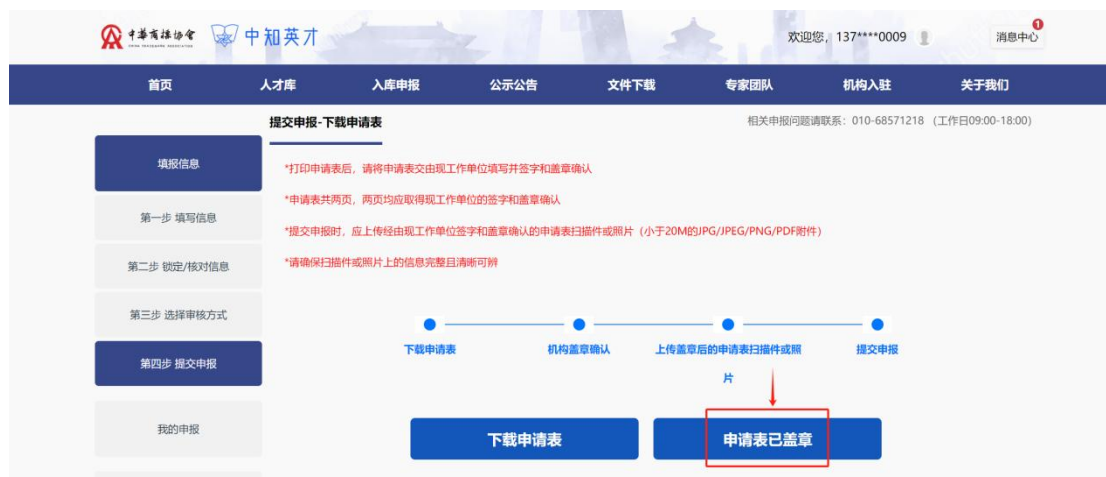 中華商標協會
CHINA TRADEMARK ASSOCIATION
中知英才
欢迎您，137****0009
消息中心
1
首页 人才库 入库申报 公示公告 文件下载 专家团队 机构入驻 关于我们
提交申报-下载申请表
相关申报问题请联系：010-68571218 （工作日09:00-18:00）
填报信息
第一步 填写信息
第二步 锁定/核对信息
第三步 选择审核方式
第四步 提交申报
我的申报
*打印申请表后，请将申请表交由现工作单位填写并签字和盖章确认
*申请表共两页，两页均应取得现工作单位的签字和盖章确认
*提交申报时，应上传经由现工作单位签字和盖章确认的申请表扫描件或照片（小于20M的JPG/JPEG/PNG/PDF附件）
*请确保扫描件或照片上的信息完整且清晰可辨
下载申请表
机构盖章确认
上传盖章后的申请表扫描件或照
片
提交申报
下载申请表
申请表已盖章